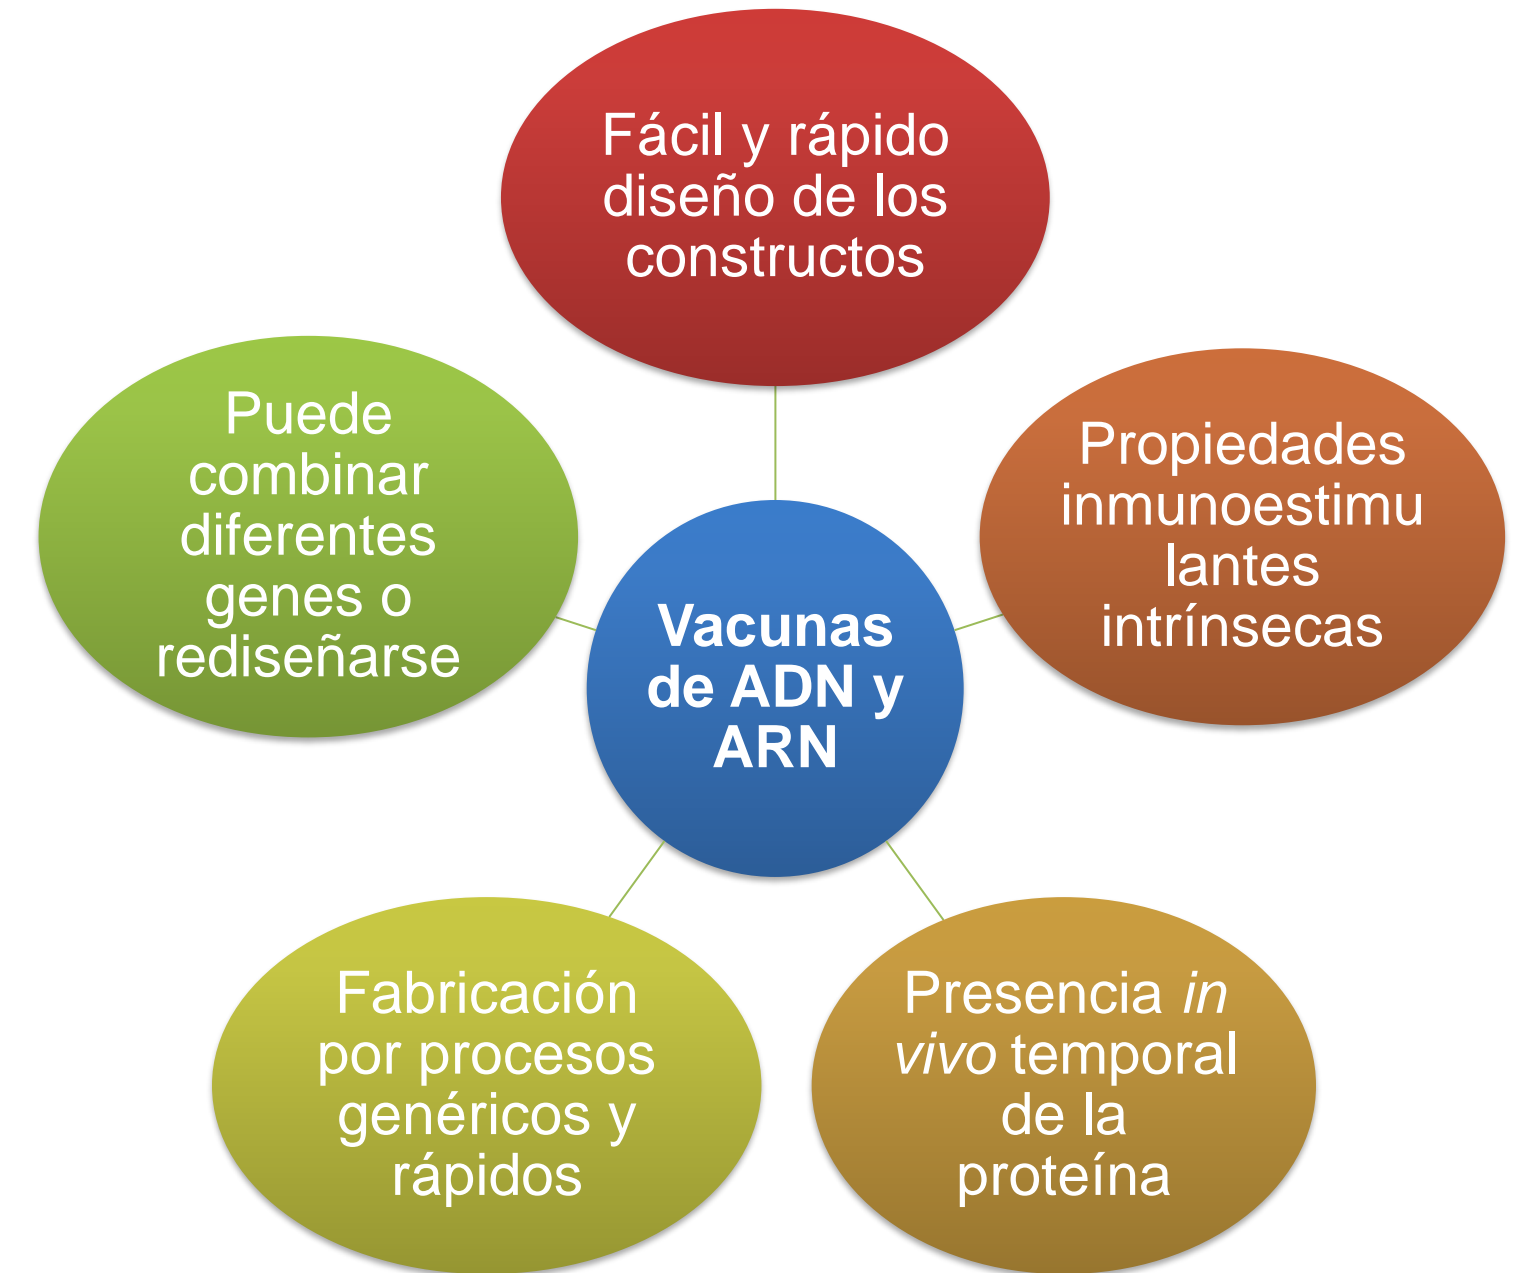 Fácil y rápido
diseño de los
constructos
Propiedades
inmunoestimu
lantes
intrínsecas
Presencia in
vivo temporal
de la
proteína
Fabricación
por procesos
genéricos y
rápidos
Puede
combinar
diferentes
genes o
rediseñarse
Vacunas
de ADN y
ARN